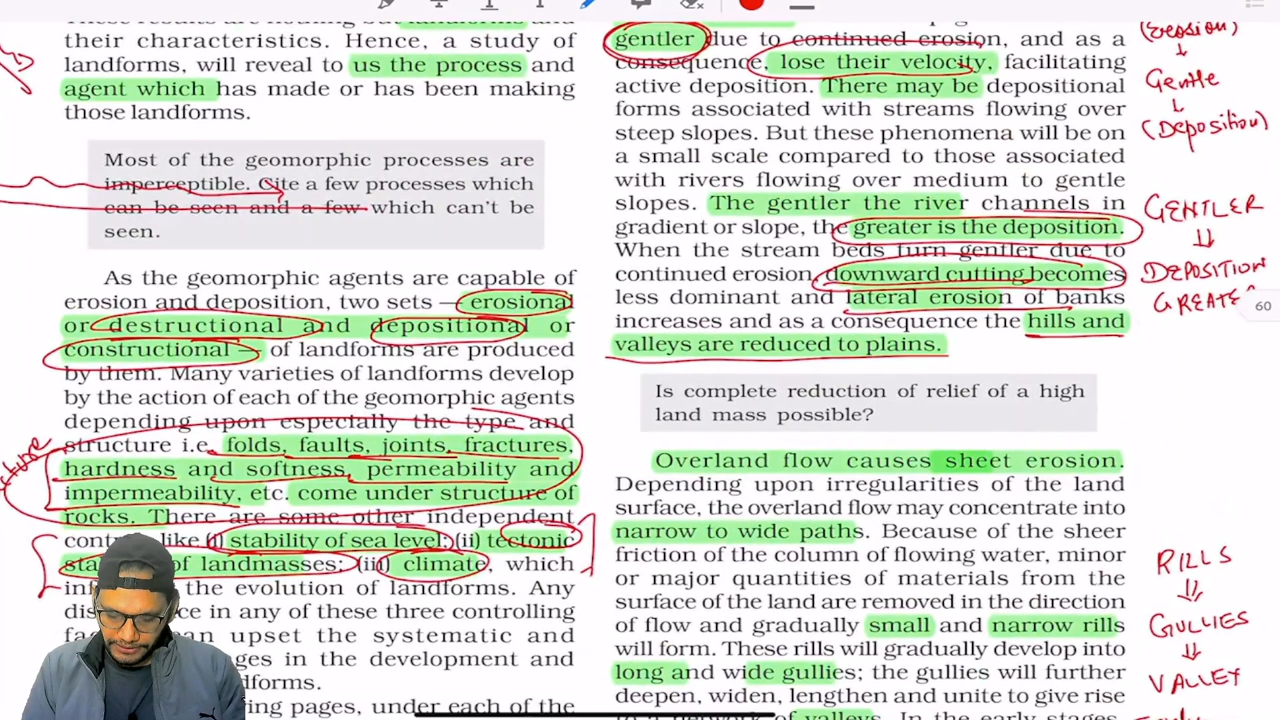 their characteristics. Hence, a study of
landforms, will reveal to us the process and
agent which has made or has been making
those landforms.
Most of the geomorphic processes are
imperceptible. Cite a few processes which
can be seen and a few which can't be
seen.
As the geomorphic agents are capable of
erosion and deposition, two sets — erosional
or destructional and depositional or
constructional — of landforms are produced
by them. Many varieties of landforms develop
by the action of each of the geomorphic agents
depending upon especially the type and
structure i.e. folds, faults, joints, fractures,
hardness and softness, permeability and
impermeability, etc. come under structure of
rocks. There are some other independent
like (i) stability of sea level; (ii) tectonic
of landmasses; (iii) climate, which
the evolution of landforms. Any
in any of these three controlling
can upset the systematic and
in the development and
under each of the
gentler due to continued erosion, and as a
consequence, lose their velocity, facilitating
active deposition. There may be depositional
forms associated with streams flowing over
steep slopes. But these phenomena will be on
a small scale compared to those associated
with rivers flowing over medium to gentle
slopes. The gentler the river channels in
gradient or slope, the greater is the deposition.
When the stream beds turn gentler due to
continued erosion, downward cutting becomes
less dominant and lateral erosion of banks
increases and as a consequence the hills and
valleys are reduced to plains.
Is complete reduction of relief of a high
land mass possible?
Overland flow causes sheet erosion.
Depending upon irregularities of the land
surface, the overland flow may concentrate into
narrow to wide paths. Because of the sheer
friction of the column of flowing water, minor
or major quantities of materials from the
surface of the land are removed in the direction
of flow and gradually small and narrow rills
will form. These rills will gradually develop into
long and wide gullies; the gullies will further
deepen, widen, lengthen and unite to give rise
to a network of valleys. In the early stages,
(Erosion)
Gentle
(Deposition)
GENTLER
DEPOSITION
GREATER
60
RILLS
GULLIES
VALLEY